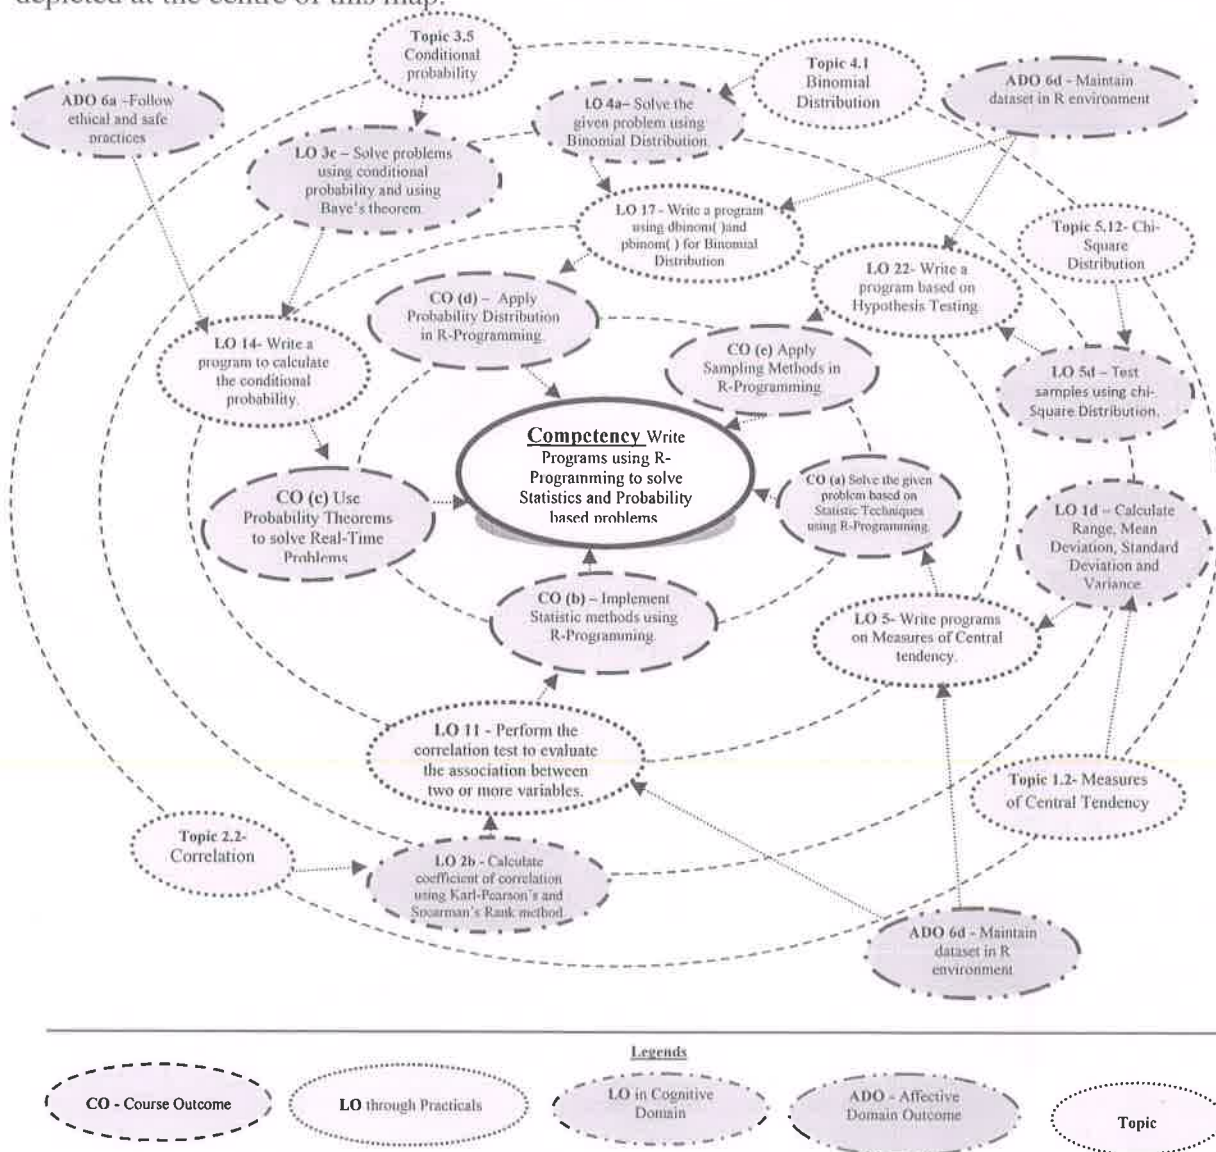 depicted at the centre of this map.
Topic 3.5
Conditional
probability
Topic 4.1
Binomial
Distribution
ADO 6d - Maintain
dataset in R environment
ADO 6a –Follow
ethical and safe
practices
LO 4a– Solve the
given problem using
Binomial Distribution.
LO 3c – Solve problems
using conditional
probability and using
Baye's theorem.
LO 17 - Write a program
using dbinom( )and
pbinom( ) for Binomial
Distribution
Topic 5.12- Chi-
Square
Distribution
LO 22- Write a
program based on
Hypothesis Testing.
CO (d) – Apply
Probability Distribution
in R-Programming.
LO 14- Write a
program to calculate
the conditional
probability.
CO (e) Apply
Sampling Methods in
R-Programming.
LO 5d – Test
samples using chi-
Square Distribution.
Competency Write
Programs using R-
Programming to solve
Statistics and Probability
based problems
CO (c) Use
Probability Theorems
to solve Real-Time
Problems
CO (a) Solve the given
problem based on
Statistic Techniques
using R-Programming.
LO 1d – Calculate
Range, Mean
Deviation, Standard
Deviation and
Variance.
CO (b) – Implement
Statistic methods using
R-Programming.
LO 5- Write programs
on Measures of Central
tendency.
LO 11 - Perform the
correlation test to evaluate
the association between
two or more variables.
Topic 1.2- Measures
of Central Tendency
Topic 2.2-
Correlation
LO 2b - Calculate
coefficient of correlation
using Karl-Pearson's and
Spearman's Rank method.
ADO 6d - Maintain
dataset in R
environment
Legends
CO - Course Outcome
LO through Practicals
LO in Cognitive
Domain
ADO - Affective
Domain Outcome
Topic